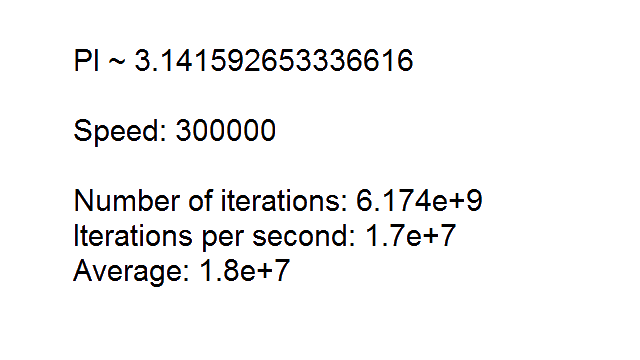 PI ~ 3.141592653336616
Speed: 300000
Number of iterations: 6.174e+9
Iterations per second: 1.7e+7
Average: 1.8e+7